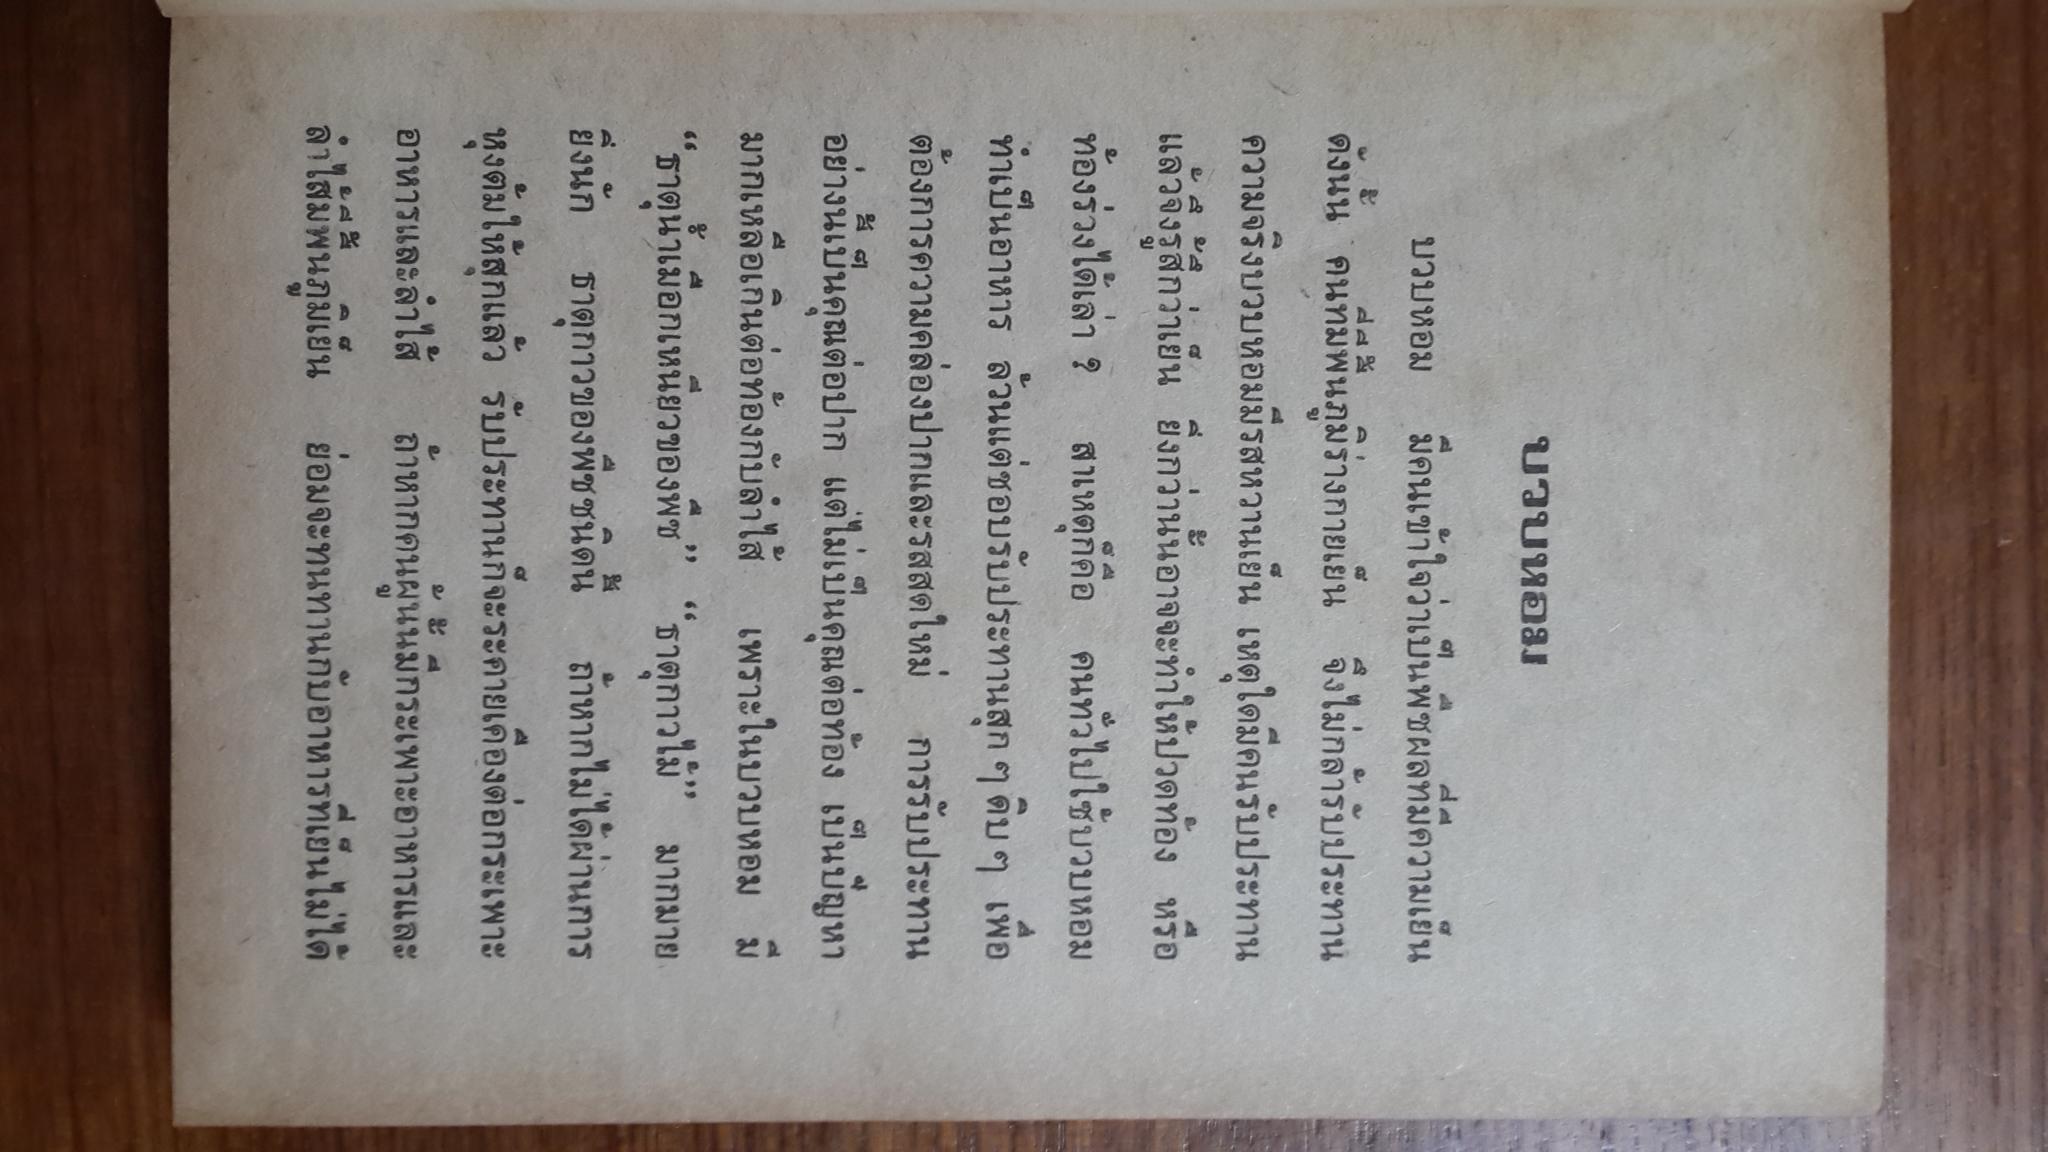 บวบหอม
บวบหอม มีคนเข้าใจว่าเป็นพืชผลที่มีความเย็น
ดังนั้น คนที่มีพื้นภูมิร่างกายเย็น จึงไม่กล้ารับประทาน
ความจริงบวบหอมมีรสหวานเย็น เหตุใดมีคนรับประทาน
แล้วจึงรู้สึกว่าเย็น ยิ่งกว่านั้นอาจจะทำให้ปวดท้อง หรือ
ท้องร่วงได้เล่า ? สาเหตุก็คือ คนทั่วไปใช้บวบหอม
ทำเป็นอาหาร ล้วนแต่ชอบรับประทานสุก ๆ ดิบ ๆ เพื่อ
ต้องการความคล่องปากและรสสดใหม่ การรับประทาน
อย่างนี้เป็นคุณต่อปาก แต่ไม่เป็นคุณต่อท้อง เป็นปัญหา
มากเหลือเกินต่อท้องกับลำไส้ เพราะในบวบหอม มี
“ธาตุน้ำเมือกเหนียวของพืช” “ธาตุกาวไม้” มากมาย
ยิ่งนัก ธาตุกาวของพืชชนิดนี้ ถ้าหากไม่ได้ผ่านการ
หุงต้มให้สุกแล้ว รับประทานก็จะระคายเคืองต่อกระเพาะ
อาหารและลำไส้ ถ้าหากคนผู้นั้นมีกระเพาะอาหารและ
ลำไส้มีพื้นภูมิเย็น ย่อมจะทนทานกับอาหารที่เย็นไม่ได้